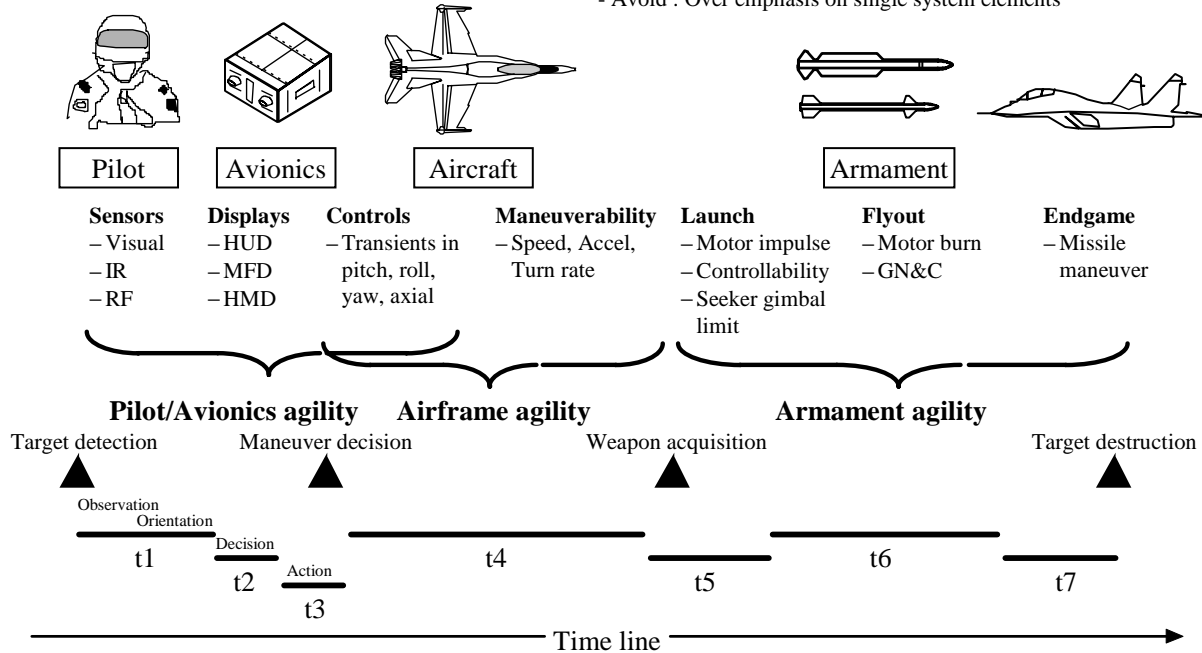 - Avoid : Over emphasis on single system elements
Pilot
Avionics
Aircraft
Armament
Sensors
– Visual
– IR
– RF
Displays
– HUD
– MFD
– HMD
Controls
– Transients in
pitch, roll,
yaw, axial
Maneuverability
– Speed, Accel,
Turn rate
Launch
– Motor impulse
– Controllability
– Seeker gimbal
limit
Flyout
– Motor burn
– GN&C
Endgame
– Missile
maneuver
Pilot/Avionics agility
Airframe agility
Armament agility
Target detection
Maneuver decision
Weapon acquisition
Target destruction
Observation
Orientation
t1
Decision
t2
Action
t3
t4
t5
t6
t7
Time line